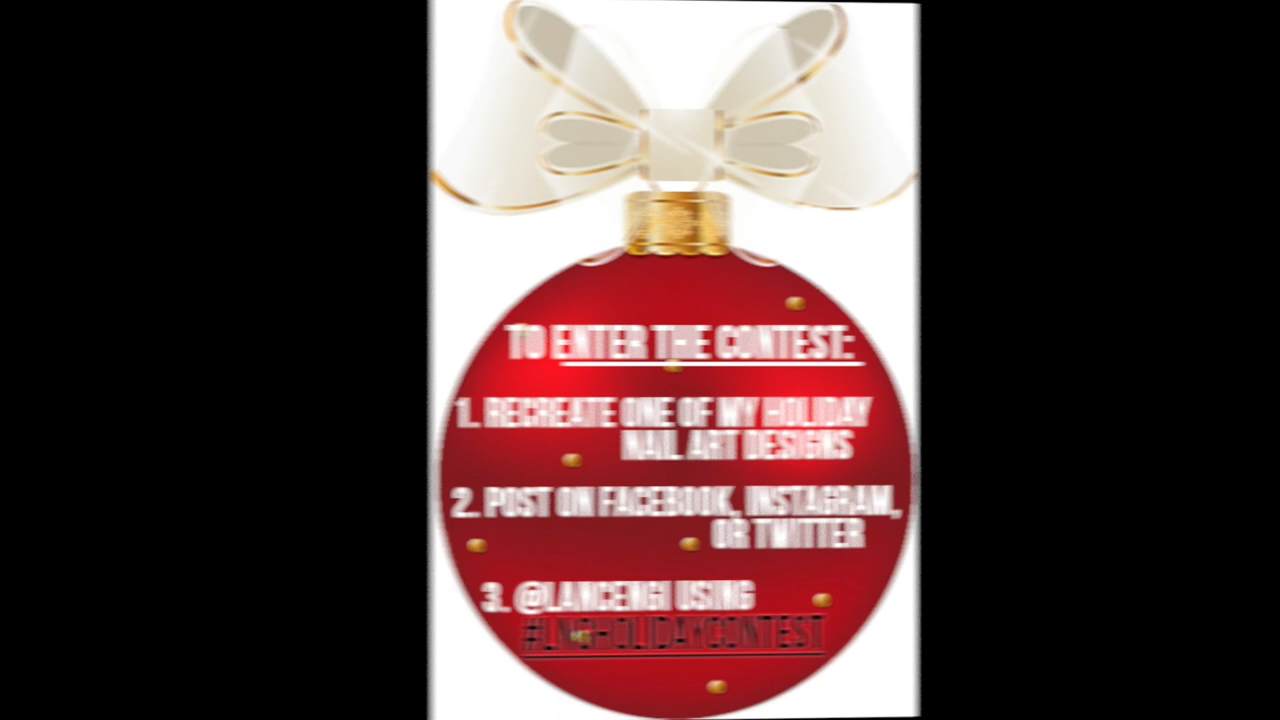 TO ENTER THE CONTEST:
1. RECREATE ONE OF MY HOLIDAY
NAIL ART DESIGNS
2. POST ON FACEBOOK, INSTAGRAM,
OR TWITTER
3. @LANCENGI USING
#LNGHOLIDAYCONTEST